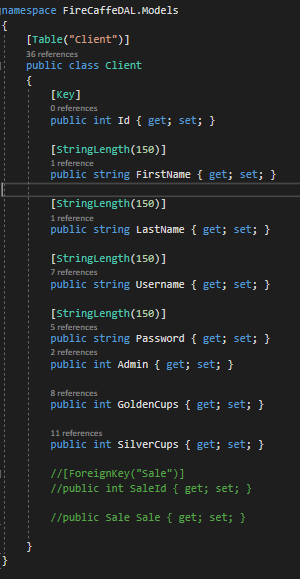 namespace FireCaffeDAL.Models
{
[Table("Client")]
36 references
public class Client
{
[Key]
0 references
public int Id { get; set; }
[StringLength(150)]
1 reference
public string FirstName { get; set; }
[StringLength(150)]
1 reference
public string LastName { get; set; }
[StringLength(150)]
7 references
public string Username { get; set; }
[StringLength(150)]
5 references
public string Password { get; set; }
2 references
public int Admin { get; set; }
8 references
public int GoldenCups { get; set; }
11 references
public int SilverCups { get; set; }
//[ForeignKey("Sale")]
//public int SaleId { get; set; }
//public Sale Sale { get; set; }
}
}